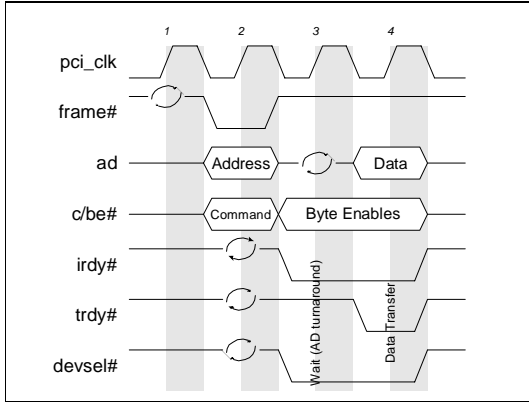 1 2 3 4
pci_clk
frame#
ad Address Data
c/be# Command Byte Enables
irdy#
trdy#
devsel#
Wait (AD turnaround)
Data Transfer